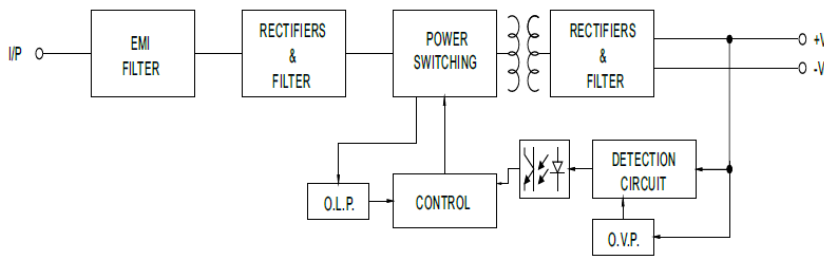 I/P
EMI
FILTER
RECTIFIERS
&
FILTER
POWER
SWITCHING
RECTIFIERS
&
FILTER
+V
-V
O.L.P.
CONTROL
DETECTION
CIRCUIT
O.V.P.